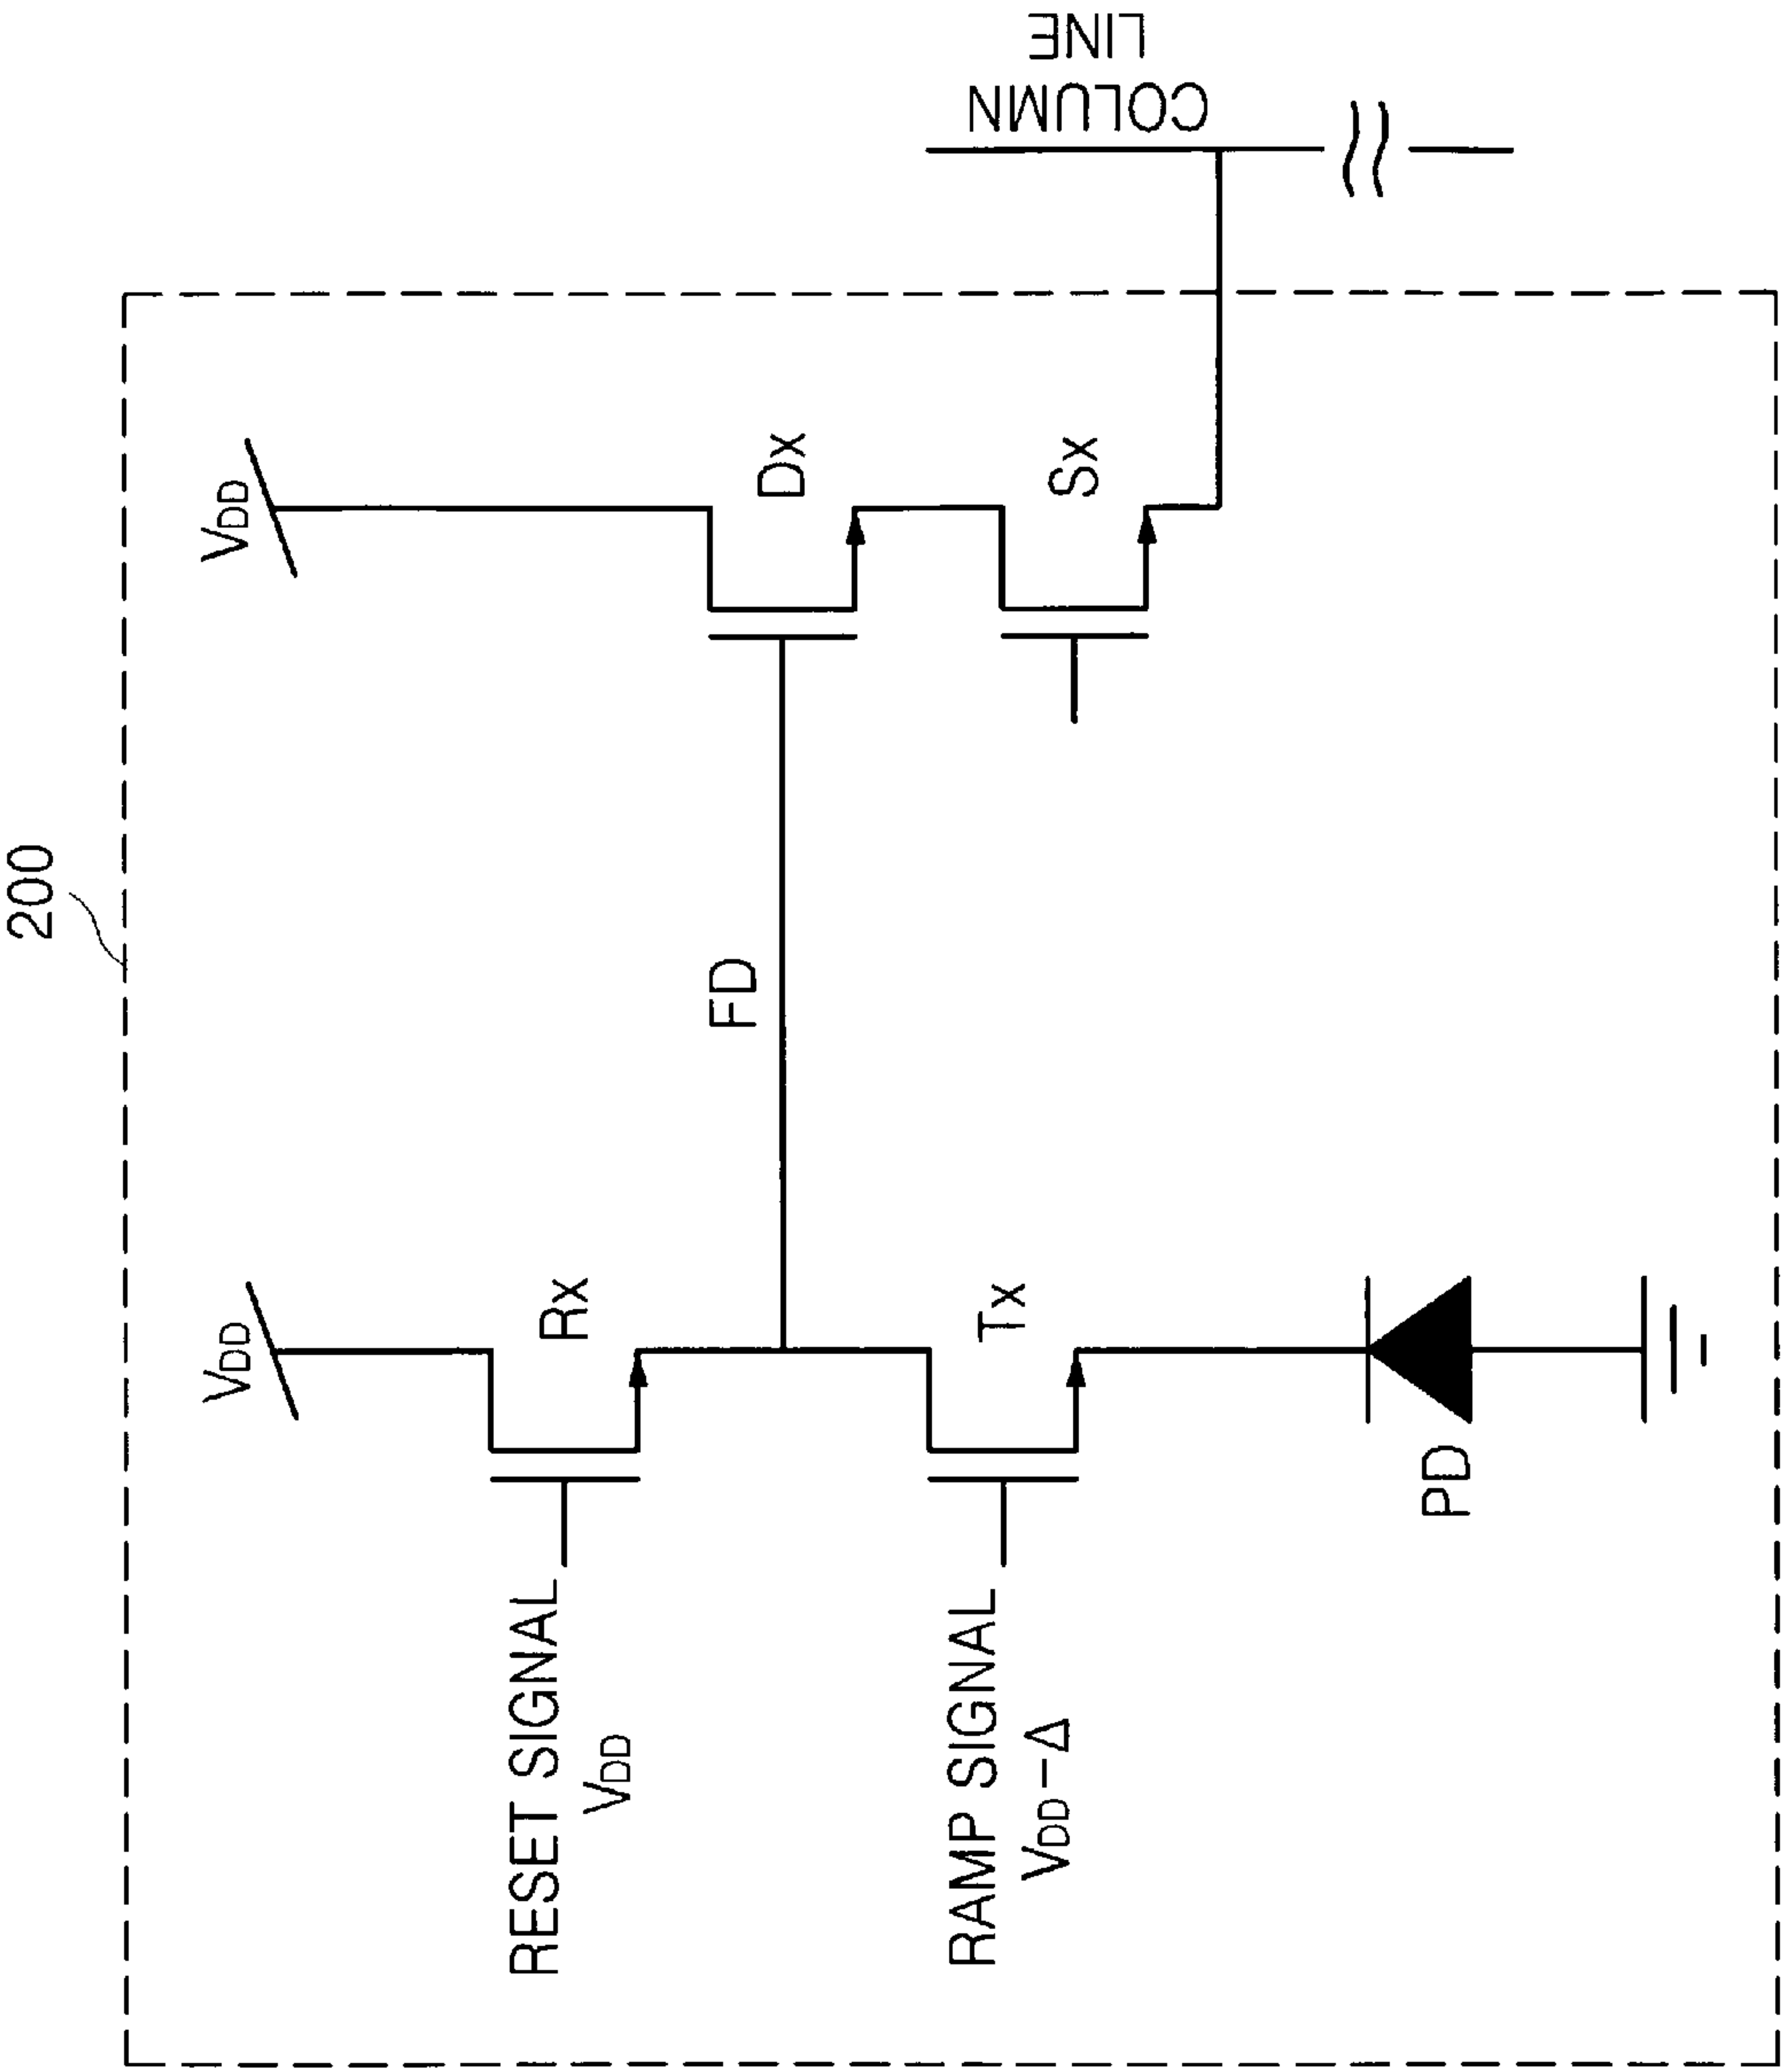 200
VDD
VDD
RESET SIGNAL
VDD
Rx
FD
Dx
RAMP SIGNAL
VDD-Δ
Tx
Sx
PD
COLUMN
LINE